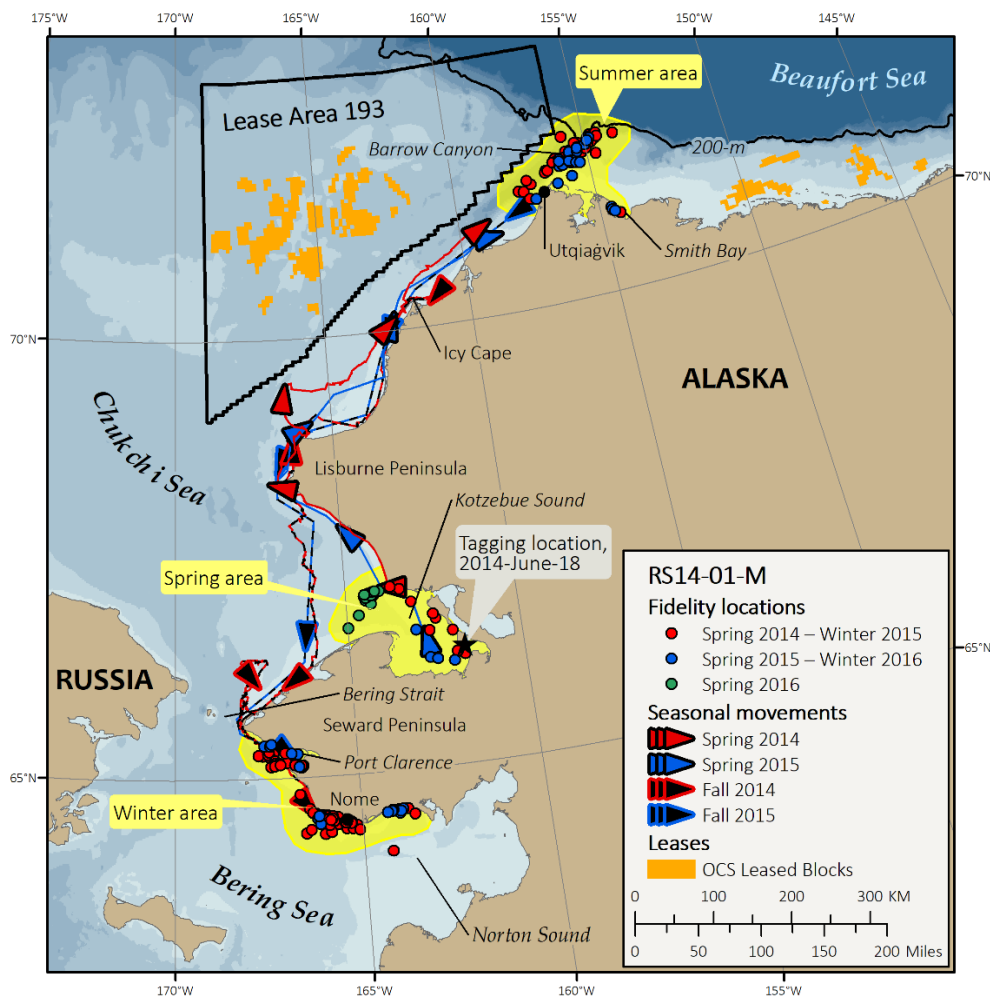 175°W
170°W
165°W
160°W
155°W
150°W
145°W
Summer area
Beaufort Sea
Lease Area 193
Barrow Canyon
200-m
70°N
Utqiaġvik
Smith Bay
70°N
Icy Cape
ALASKA
Chukchi Sea
Lisburne Peninsula
Kotzebue Sound
Tagging location,
2014-June-18
Spring area
65°N
RUSSIA
Bering Strait
Seward Peninsula
Port Clarence
65°N
Nome
Winter area
Bering Sea
Norton Sound
RS14-01-M
Fidelity locations
Spring 2014 – Winter 2015
Spring 2015 – Winter 2016
Spring 2016
Seasonal movements
Spring 2014
Spring 2015
Fall 2014
Fall 2015
Leases
OCS Leased Blocks
0 100 200 300 KM
0 50 100 150 200 Miles
170°W
165°W
160°W
155°W